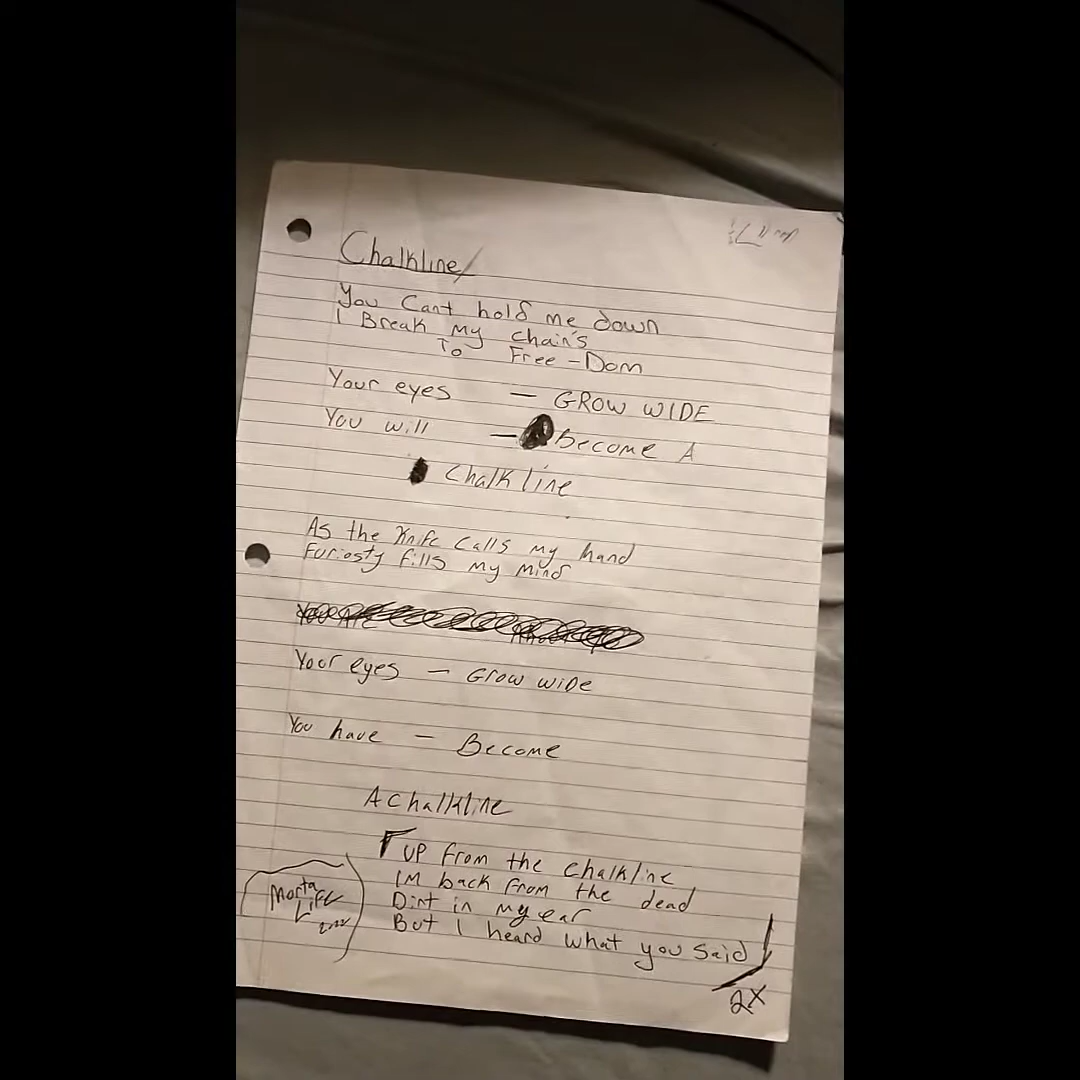 Chalkline
You Cant hold me down
I Break my chain's
To Free-Dom
Your eyes — GROW WIDE
You will — become A
Chalkline
As the Knife calls my hand
Furiosty fills my mind
Your eyes — Grow wide
You have — Become
A Chalkline
UP from the chalkline
IM back from the dead
Dirt in my ear
But I heard what you said
2X